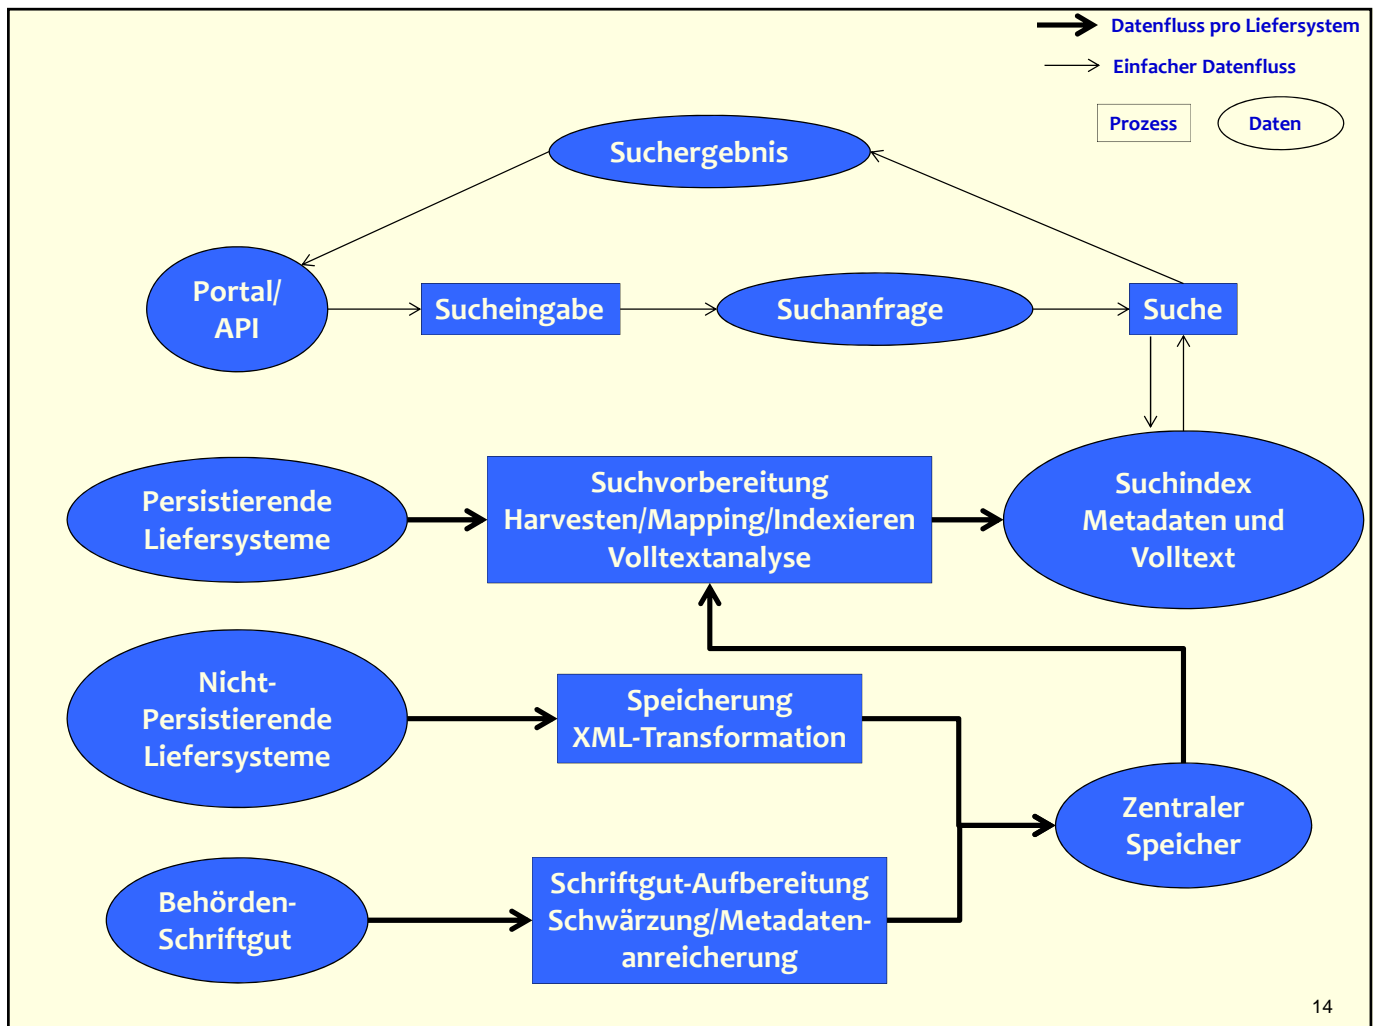 Datenfluss pro Liefersystem
Einfacher Datenfluss
Prozess
Daten
Suchergebnis
Portal/
API
Sucheingabe
Suchanfrage
Suche
Persistierende
Liefersysteme
Suchvorbereitung
Harvesten/Mapping/Indexieren
Volltextanalyse
Suchindex
Metadaten und
Volltext
Nicht-
Persistierende
Liefersysteme
Speicherung
XML-Transformation
Zentraler
Speicher
Behörden-
Schriftgut
Schriftgut-Aufbereitung
Schwärzung/Metadaten-
anreicherung
14